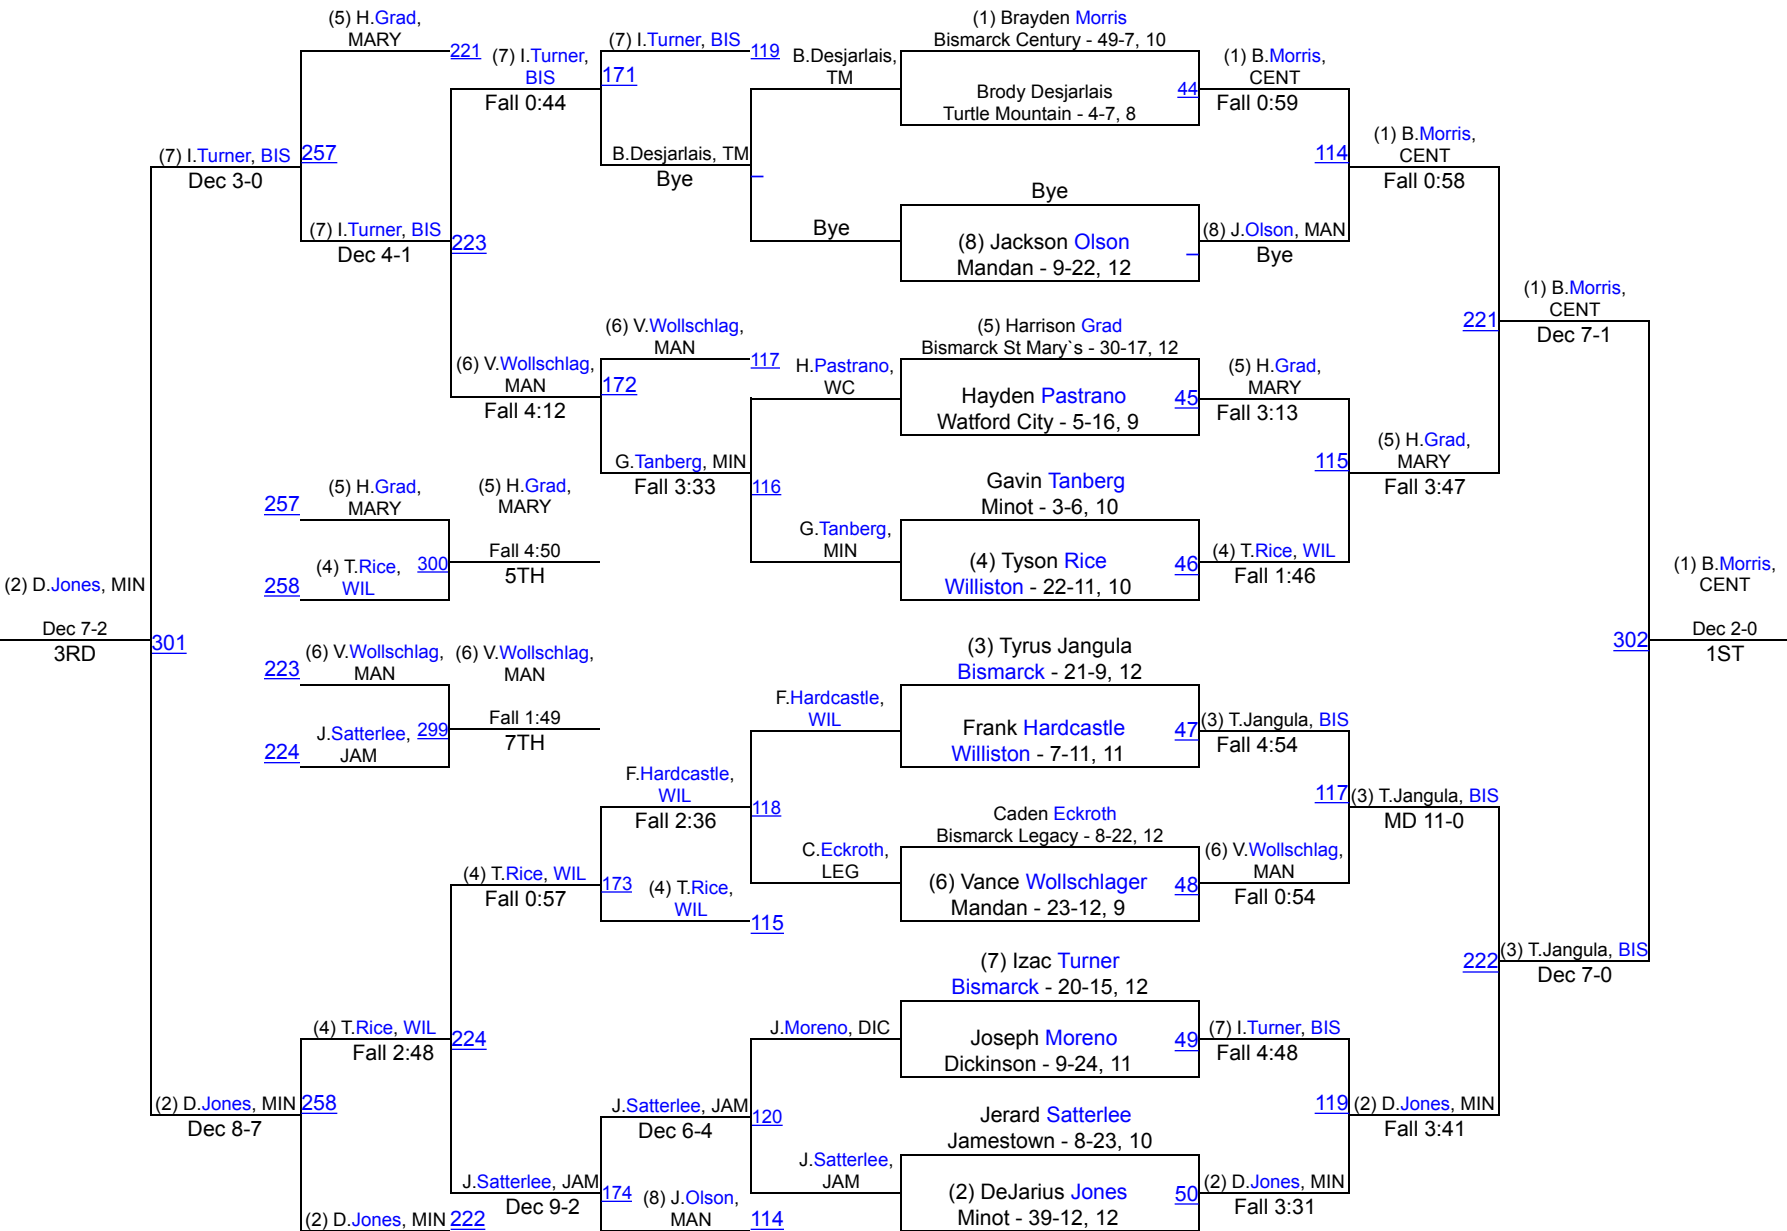 (5) H.Grad,
MARY
221
(7) I.Turner,
BIS
Fall 0:44
(7) I.Turner, BIS
119
171
B.Desjarlais,
TM
(1) Brayden Morris
Bismarck Century - 49-7, 10
Brody Desjarlais
Turtle Mountain - 4-7, 8
44
(1) B.Morris,
CENT
Fall 0:59
(7) I.Turner, BIS
Dec 3-0
257
B.Desjarlais, TM
Bye
_
114
(1) B.Morris,
CENT
Fall 0:58
(7) I.Turner, BIS
Dec 4-1
223
Bye
Bye
(8) Jackson Olson
Mandan - 9-22, 12
_
(8) J.Olson, MAN
Bye
(1) B.Morris,
CENT
Dec 7-1
221
(6) V.Wollschlag,
MAN
Fall 4:12
(6) V.Wollschlag,
MAN
117
172
H.Pastrano,
WC
(5) Harrison Grad
Bismarck St Mary`s - 30-17, 12
Hayden Pastrano
Watford City - 5-16, 9
45
(5) H.Grad,
MARY
Fall 3:13
G.Tanberg, MIN
Fall 3:33
116
115
(5) H.Grad,
MARY
Fall 3:47
257
(5) H.Grad,
MARY
(5) H.Grad,
MARY
Fall 4:50
5TH
258
(4) T.Rice,
WIL
300
G.Tanberg,
MIN
Gavin Tanberg
Minot - 3-6, 10
(4) Tyson Rice
Williston - 22-11, 10
46
(4) T.Rice, WIL
Fall 1:46
(2) D.Jones, MIN
Dec 7-2
3RD
301
302
(1) B.Morris,
CENT
Dec 2-0
1ST
223
(6) V.Wollschlag,
MAN
(6) V.Wollschlag,
MAN
Fall 1:49
7TH
224
J.Satterlee,
JAM
299
F.Hardcastle,
WIL
(3) Tyrus Jangula
Bismarck - 21-9, 12
Frank Hardcastle
Williston - 7-11, 11
47
(3) T.Jangula, BIS
Fall 4:54
F.Hardcastle,
WIL
Fall 2:36
118
117
(3) T.Jangula, BIS
MD 11-0
(4) T.Rice, WIL
Fall 0:57
173
(4) T.Rice,
WIL
115
C.Eckroth,
LEG
Caden Eckroth
Bismarck Legacy - 8-22, 12
(6) Vance Wollschlager
Mandan - 23-12, 9
48
(6) V.Wollschlag,
MAN
Fall 0:54
222
(3) T.Jangula, BIS
Dec 7-0
(4) T.Rice, WIL
Fall 2:48
224
J.Moreno, DIC
(7) Izac Turner
Bismarck - 20-15, 12
Joseph Moreno
Dickinson - 9-24, 11
49
(7) I.Turner, BIS
Fall 4:48
(2) D.Jones, MIN
Dec 8-7
258
J.Satterlee, JAM
Dec 6-4
120
119
(2) D.Jones, MIN
Fall 3:41
J.Satterlee,
JAM
Jerard Satterlee
Jamestown - 8-23, 10
(2) DeJarius Jones
Minot - 39-12, 12
50
(2) D.Jones, MIN
Fall 3:31
J.Satterlee, JAM
Dec 9-2
174
(8) J.Olson,
MAN
114
(2) D.Jones, MIN
222